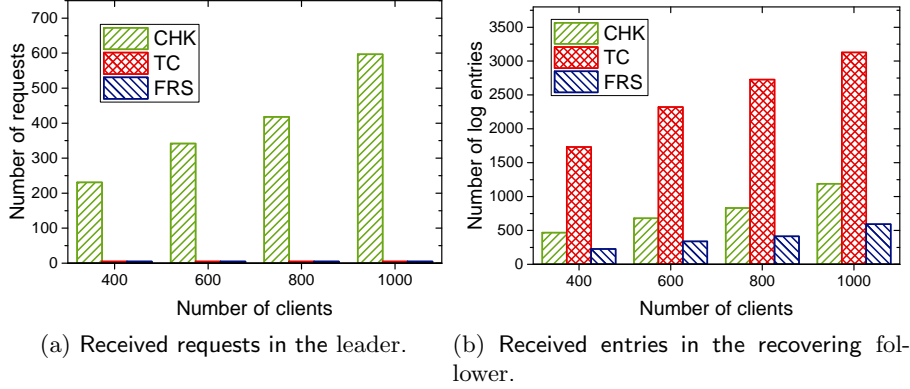 700
600
500
400
300
200
100
0
Number of requests
CHK
TC
FRS
400 600 800 1000
Number of clients
(a) Received requests in the leader.
3500
3000
2500
2000
1500
1000
500
0
Number of log entries
CHK
TC
FRS
400 600 800 1000
Number of clients
(b) Received entries in the recovering fol-
lower.